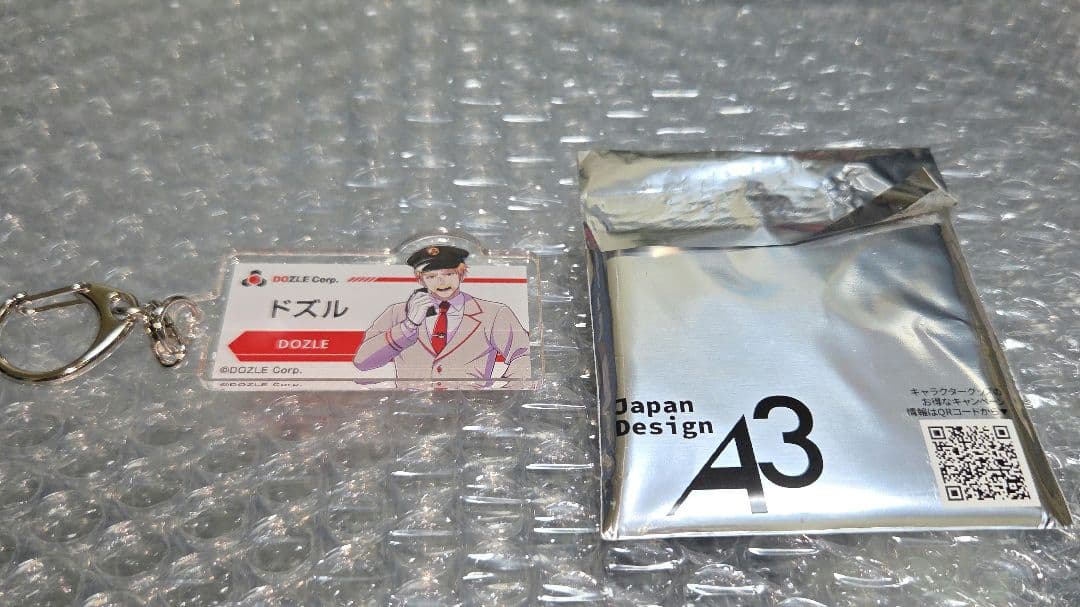 DOZLE Corp.
ドズル
DOZLE
©DOZLE Corp.
©DOZLE Corp.
Japan
Design
A3
キャラクターグッズの
お得なキャンペーン
情報はQRコードから▼